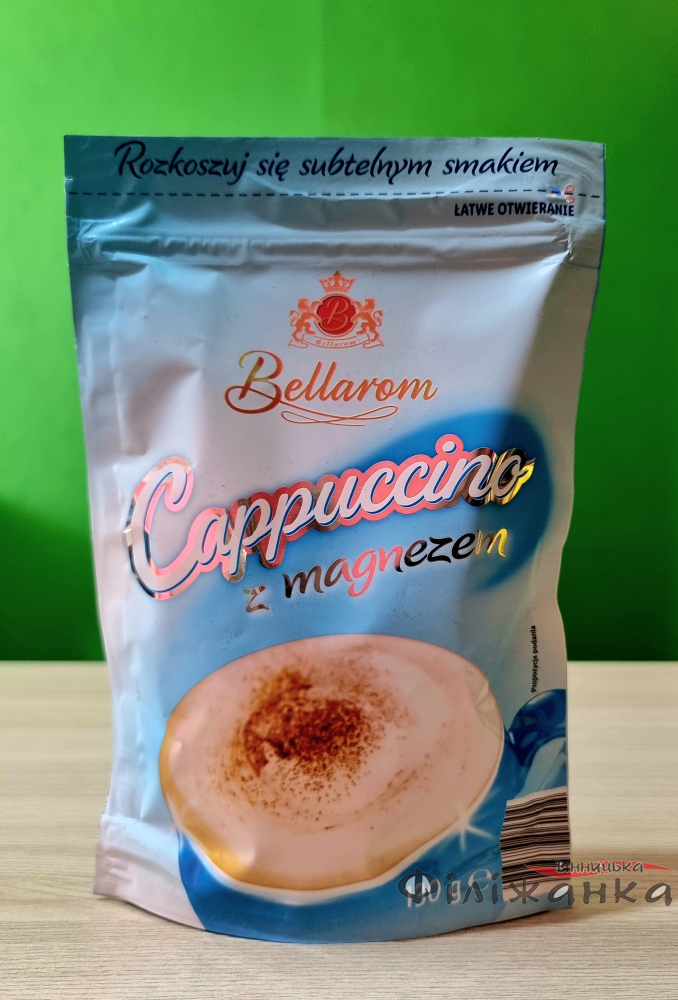 Rozkoszuj się subtelnym smakiem
ŁATWE OTWIERANIE
B
Bellarom
Bellarom
Cappuccino
z magnezem
Propozycja podania
Вінницька
Філіжанка
g e